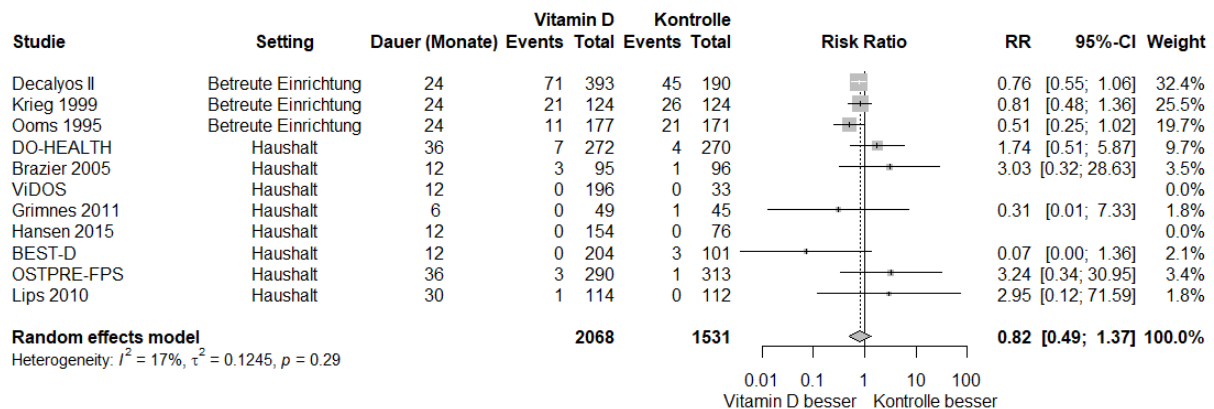 Vitamin D Kontrolle
Studie Setting Dauer (Monate) Events Total Events Total Risk Ratio RR 95%-CI Weight
Decalyos II Betreute Einrichtung 24 71 393 45 190 0.76 [0.55; 1.06] 32.4%
Krieg 1999 Betreute Einrichtung 24 21 124 26 124 0.81 [0.48; 1.36] 25.5%
Ooms 1995 Betreute Einrichtung 24 11 177 21 171 0.51 [0.25; 1.02] 19.7%
DO-HEALTH Haushalt 36 7 272 4 270 1.74 [0.51; 5.87] 9.7%
Brazier 2005 Haushalt 12 3 95 1 96 3.03 [0.32; 28.63] 3.5%
ViDOS Haushalt 12 0 196 0 33 0.0%
Grimnes 2011 Haushalt 6 0 49 1 45 0.31 [0.01; 7.33] 1.8%
Hansen 2015 Haushalt 12 0 154 0 76 0.0%
BEST-D Haushalt 12 0 204 3 101 0.07 [0.00; 1.36] 2.1%
OSTPRE-FPS Haushalt 36 3 290 1 313 3.24 [0.34; 30.95] 3.4%
Lips 2010 Haushalt 30 1 114 0 112 2.95 [0.12; 71.59] 1.8%
Random effects model 2068 1531 0.82 [0.49; 1.37] 100.0%
Heterogeneity: I² = 17%, τ² = 0.1245, p = 0.29
0.01 0.1 1 10 100
Vitamin D besser Kontrolle besser